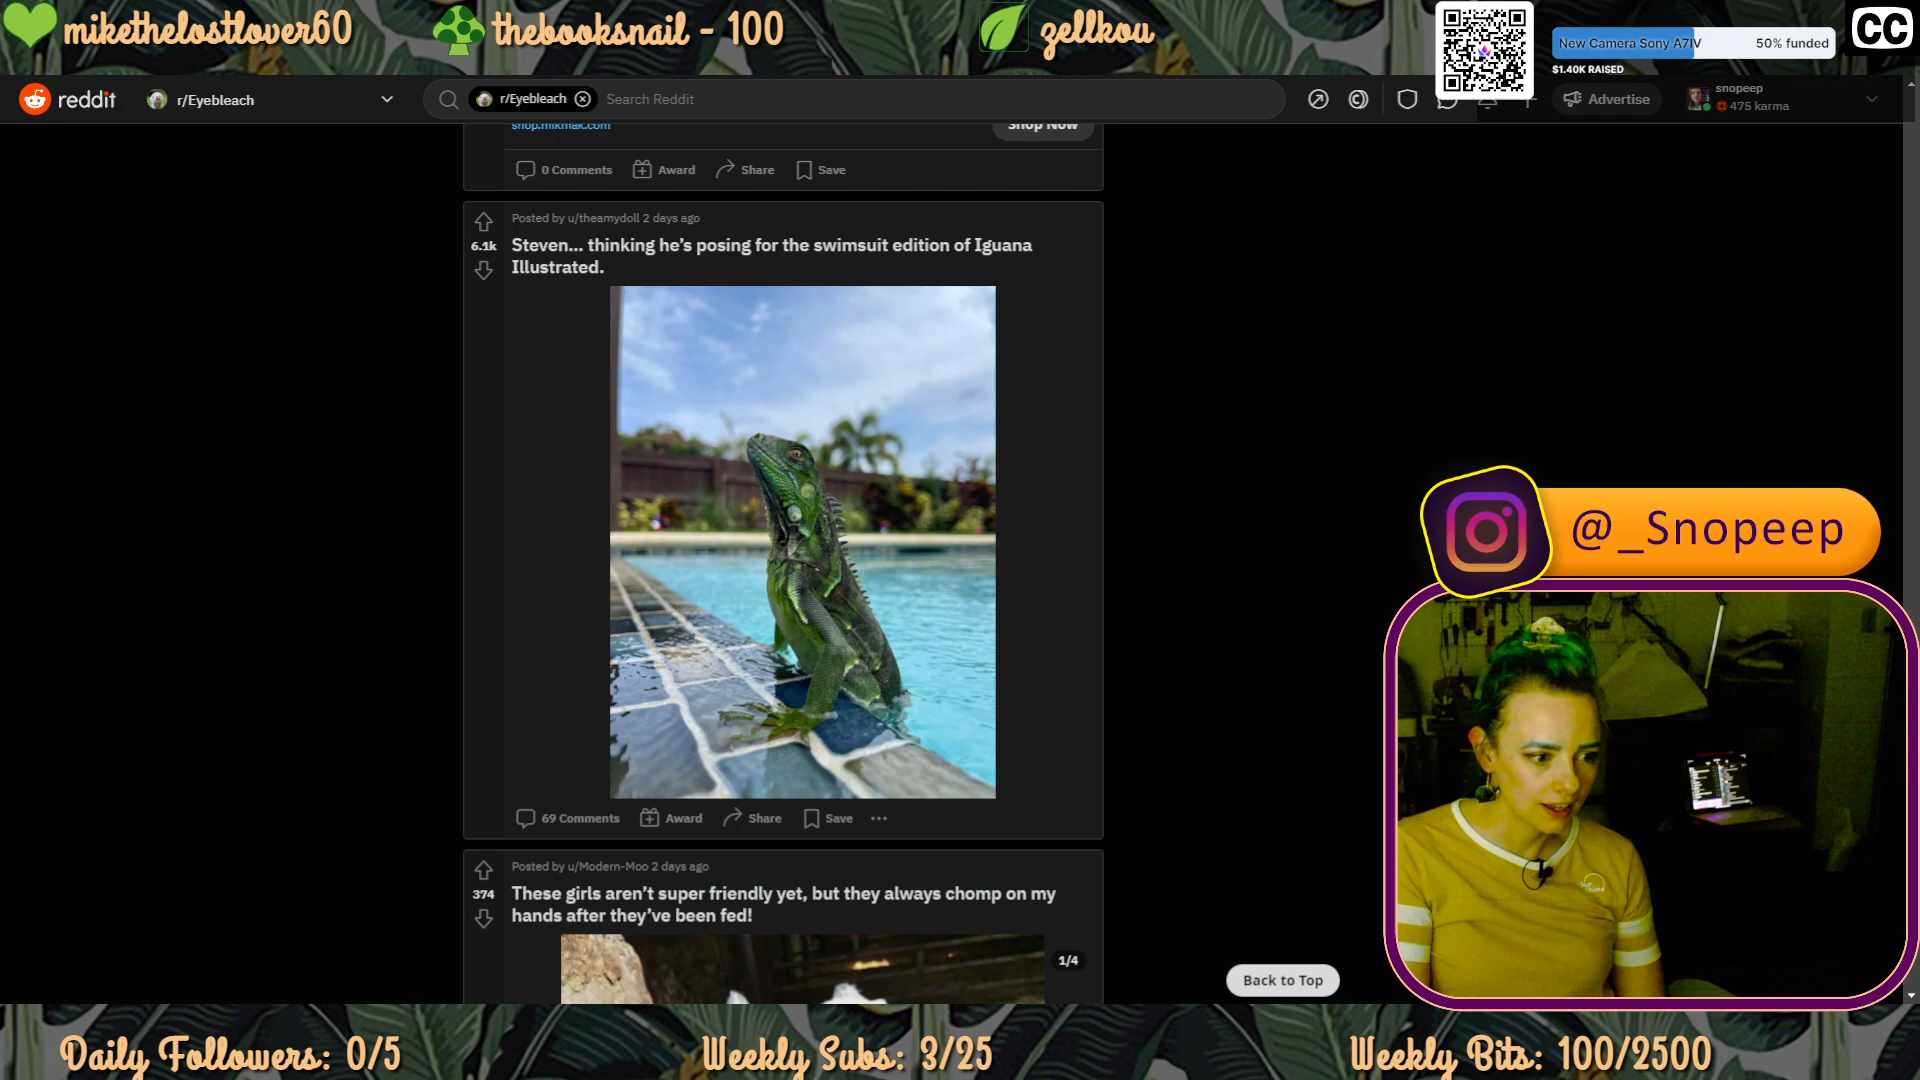 mikethelostlover60
thebooksnail - 100
zellkou
New Camera Sony A7IV 50% funded
$1.40K RAISED
CC
reddit
r/Eyebleach
r/Eyebleach
Search Reddit
Advertise
snopeep
475 karma
shop.mikmak.com
Shop Now
0 Comments
Award
Share
Save
Posted by u/theamydoll 2 days ago
6.1k
Steven... thinking he's posing for the swimsuit edition of Iguana
Illustrated.
69 Comments
Award
Share
Save
@_Snopeep
Posted by u/Modern-Moo 2 days ago
374
These girls aren't super friendly yet, but they always chomp on my
hands after they've been fed!
1/4
Back to Top
Daily Followers: 0/5
Weekly Subs: 3/25
Weekly Bits: 100/2500